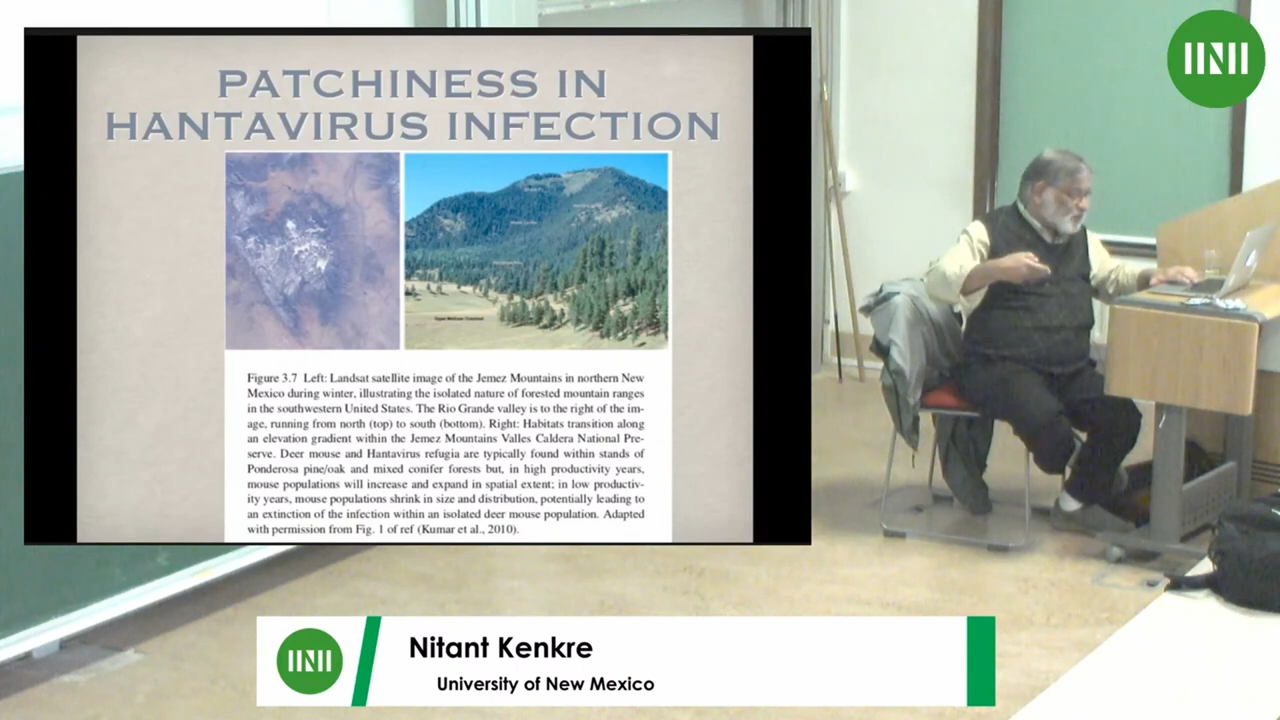 PATCHINESS IN
HANTAVIRUS INFECTION
Figure 3.7 Left: Landsat satellite image of the Jemez Mountains in northern New
Mexico during winter, illustrating the isolated nature of forested mountain ranges
in the southwestern United States. The Rio Grande valley is to the right of the im-
age, running from north (top) to south (bottom). Right: Habitats transition along
an elevation gradient within the Jemez Mountains Valles Caldera National Pre-
serve. Deer mouse and Hantavirus refugia are typically found within stands of
Ponderosa pine/oak and mixed conifer forests but, in high productivity years,
mouse populations will increase and expand in spatial extent; in low productiv-
ity years, mouse populations shrink in size and distribution, potentially leading to
an extinction of the infection within an isolated deer mouse population. Adapted
with permission from Fig. 1 of ref (Kumar et al., 2010).
Nitant Kenkre
University of New Mexico